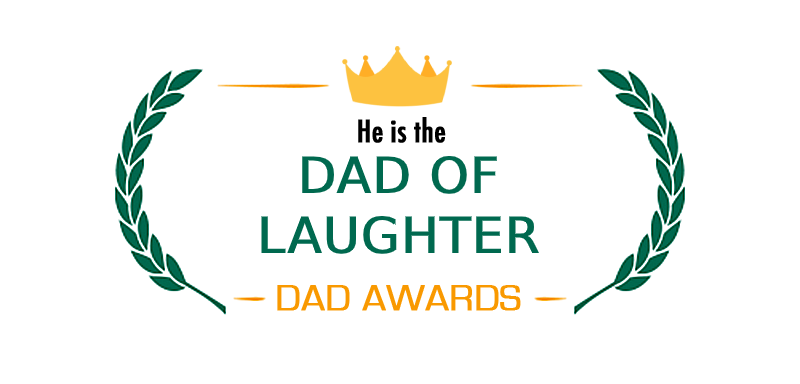 He is the
DAD OF
LAUGHTER
DAD AWARDS